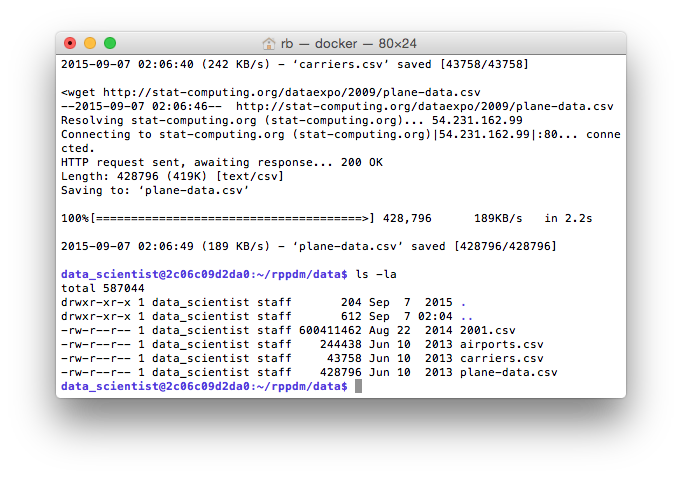 rb — docker — 80×24
2015-09-07 02:06:40 (242 KB/s) - ‘carriers.csv’ saved [43758/43758]
<wget http://stat-computing.org/dataexpo/2009/plane-data.csv
--2015-09-07 02:06:46--  http://stat-computing.org/dataexpo/2009/plane-data.csv
Resolving stat-computing.org (stat-computing.org)... 54.231.162.99
Connecting to stat-computing.org (stat-computing.org)|54.231.162.99|:80... conne
cted.
HTTP request sent, awaiting response... 200 OK
Length: 428796 (419K) [text/csv]
Saving to: ‘plane-data.csv’
100%[======================================>] 428,796      189KB/s   in 2.2s
2015-09-07 02:06:49 (189 KB/s) - ‘plane-data.csv’ saved [428796/428796]
data_scientist@2c06c09d2da0:~/rppdm/data$ ls -la
total 587044
drwxr-xr-x 1 data_scientist staff       204 Sep  7  2015 .
drwxr-xr-x 1 data_scientist staff       612 Sep  7 02:04 ..
-rw-r--r-- 1 data_scientist staff 600411462 Aug 22  2014 2001.csv
-rw-r--r-- 1 data_scientist staff    244438 Jun 10  2013 airports.csv
-rw-r--r-- 1 data_scientist staff     43758 Jun 10  2013 carriers.csv
-rw-r--r-- 1 data_scientist staff    428796 Jun 10  2013 plane-data.csv
data_scientist@2c06c09d2da0:~/rppdm/data$